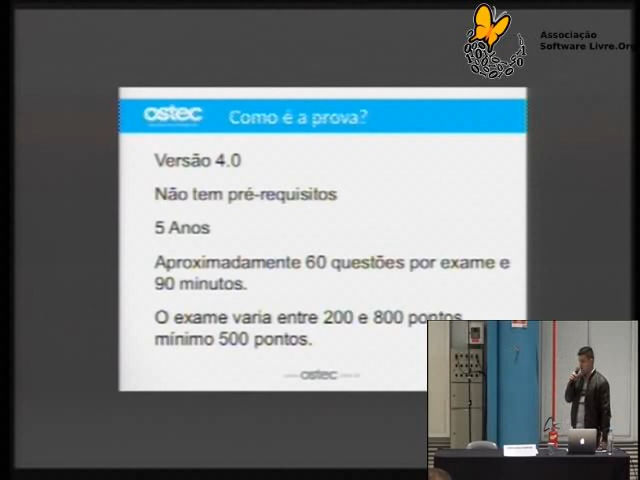 Associação
Software Livre.Org
ostec
Como é a prova?
Versão 4.0
Não tem pré-requisitos
5 Anos
Aproximadamente 60 questões por exame e
90 minutos.
O exame varia entre 200 e 800 pontos
mínimo 500 pontos.
ostec